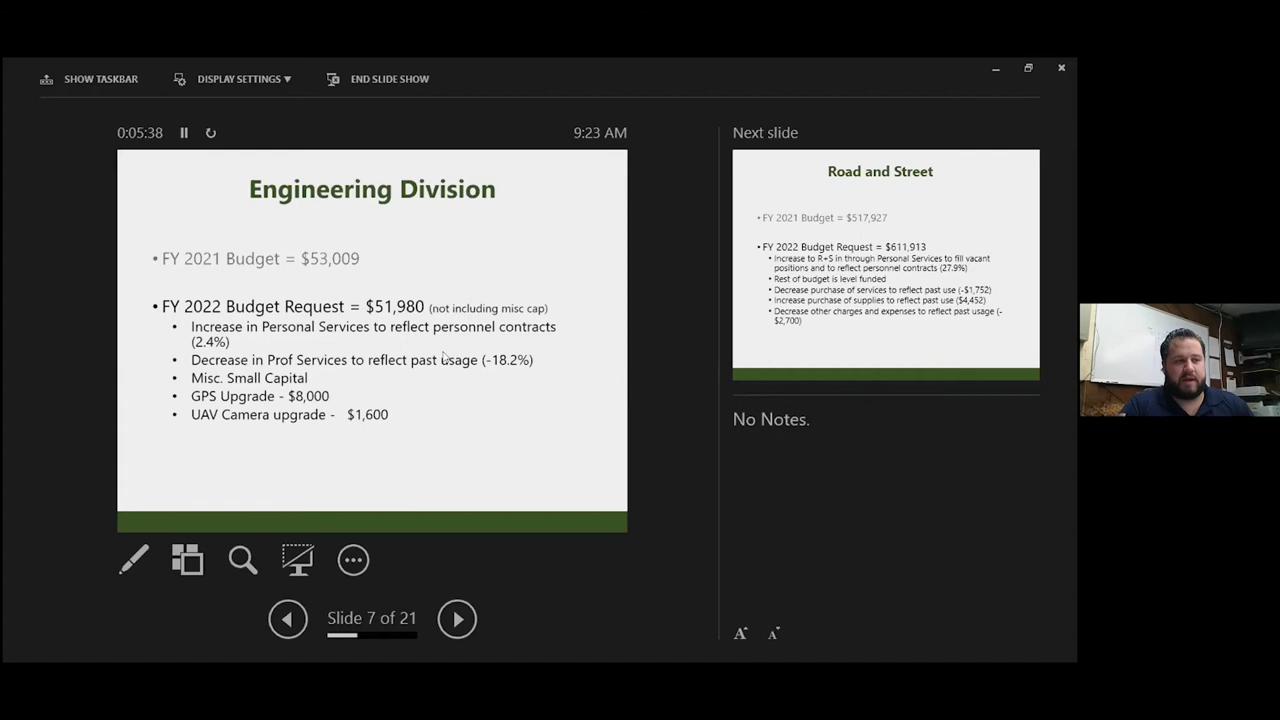 SHOW TASKBAR
DISPLAY SETTINGS ▼
END SLIDE SHOW
0:05:38
9:23 AM
Engineering Division
• FY 2021 Budget = $53,009
• FY 2022 Budget Request = $51,980 (not including misc cap)
• Increase in Personal Services to reflect personnel contracts
(2.4%)
• Decrease in Prof Services to reflect past usage (-18.2%)
• Misc. Small Capital
• GPS Upgrade - $8,000
• UAV Camera upgrade - $1,600
Slide 7 of 21
Next slide
Road and Street
• FY 2021 Budget = $517,927
• FY 2022 Budget Request = $611,913
• Increase to R+S in through Personal Services to fill vacant
positions and to reflect personnel contracts (27.9%)
• Rest of budget is level funded
• Decrease purchase of services to reflect past use (-$1,752)
• Increase purchase of supplies to reflect past use ($4,452)
• Decrease other charges and expenses to reflect past usage (-
$2,700)
No Notes.
A A